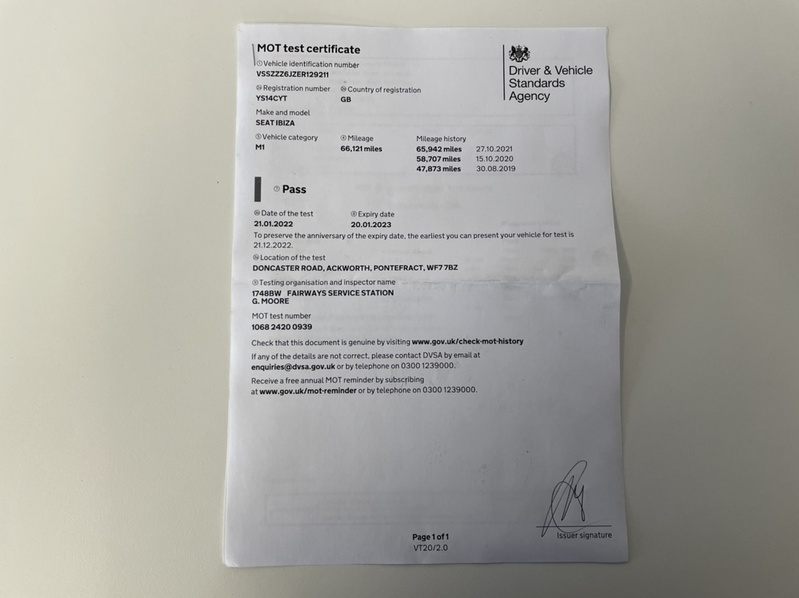 MOT test certificate
Vehicle identification number
VSSZZZ6JZER129211
Registration number Country of registration
YS14CYT GB
Make and model
SEAT IBIZA
Vehicle category Mileage Mileage history
M1 66,121 miles 65,942 miles 27.10.2021
58,707 miles 15.10.2020
47,873 miles 30.08.2019
Pass
Date of the test Expiry date
21.01.2022 20.01.2023
To preserve the anniversary of the expiry date, the earliest you can present your vehicle for test is
21.12.2022.
Location of the test
DONCASTER ROAD, ACKWORTH, PONTEFRACT, WF7 7BZ
Testing organisation and inspector name
1748BW FAIRWAYS SERVICE STATION
G. MOORE
MOT test number
1068 2420 0939
Check that this document is genuine by visiting www.gov.uk/check-mot-history
If any of the details are not correct, please contact DVSA by email at
enquiries@dvsa.gov.uk or by telephone on 0300 1239000.
Receive a free annual MOT reminder by subscribing
at www.gov.uk/mot-reminder or by telephone on 0300 1239000.
Driver & Vehicle
Standards
Agency
Issuer signature
Page 1 of 1
VT20/2.0